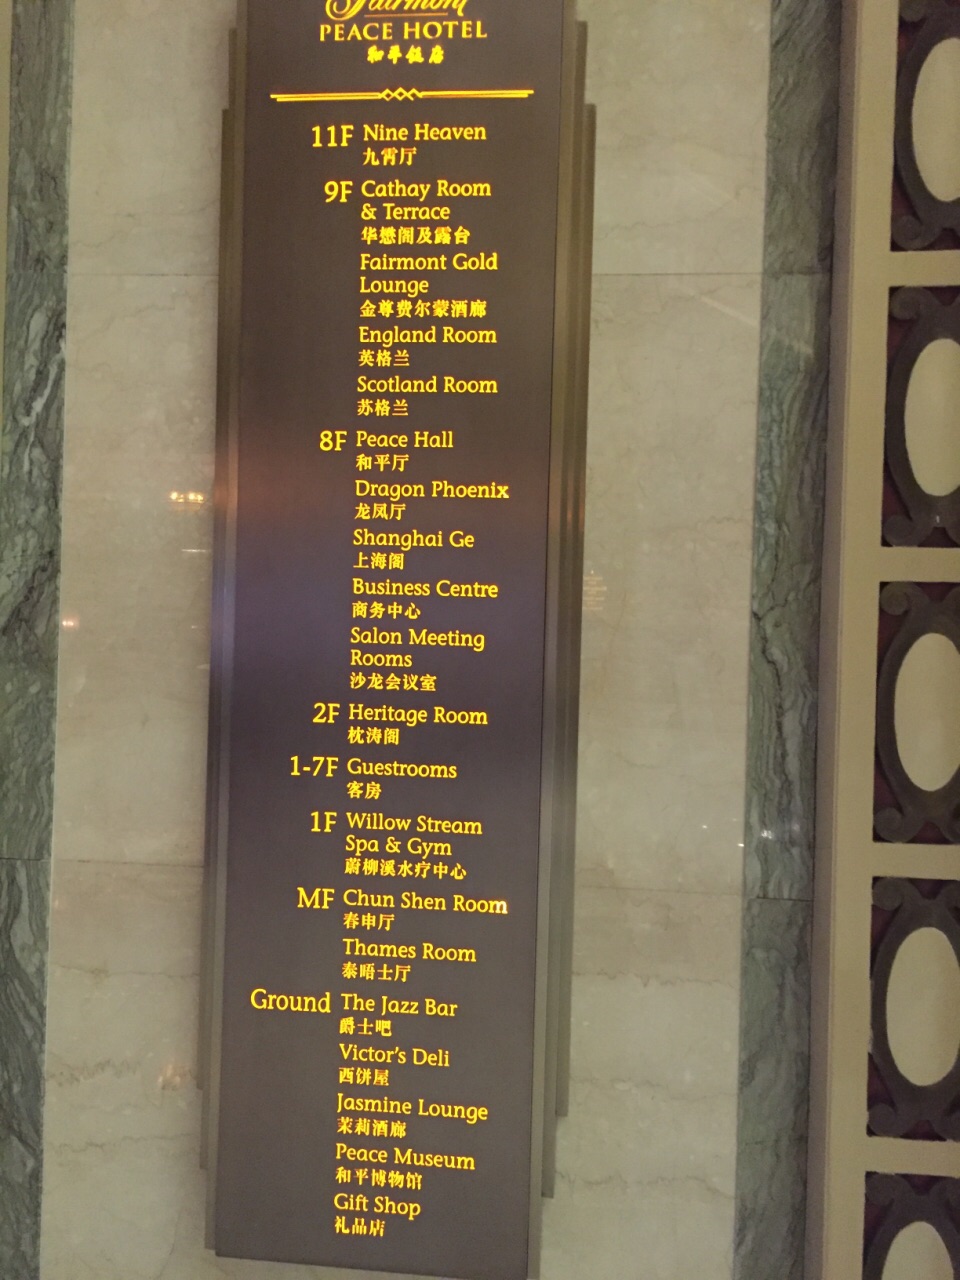 Fairmont
PEACE HOTEL
和平饭店
11F Nine Heaven
九霄厅
9F Cathay Room
& Terrace
华懋阁及露台
Fairmont Gold
Lounge
金尊费尔蒙酒廊
England Room
英格兰
Scotland Room
苏格兰
8F Peace Hall
和平厅
Dragon Phoenix
龙凤厅
Shanghai Ge
上海阁
Business Centre
商务中心
Salon Meeting
Rooms
沙龙会议室
2F Heritage Room
枕涛阁
1-7F Guestrooms
客房
1F Willow Stream
Spa & Gym
蔚柳溪水疗中心
MF Chun Shen Room
春申厅
Thames Room
泰晤士厅
Ground The Jazz Bar
爵士吧
Victor's Deli
西饼屋
Jasmine Lounge
茉莉酒廊
Peace Museum
和平博物馆
Gift Shop
礼品店